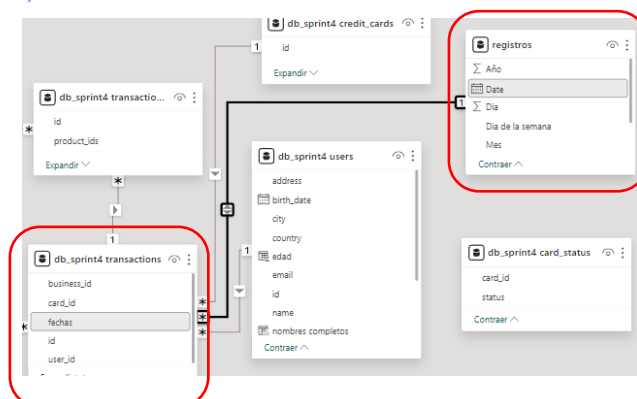 db_sprint4 credit_cards
id
Expandir
registros
∑ Año
Date
∑ Dia
Dia de la semana
Mes
Contraer
db_sprint4 transactio...
id
product_ids
Expandir
db_sprint4 users
address
birth_date
city
country
edad
email
id
name
nombres completos
Contraer
db_sprint4 transactions
business_id
card_id
fechas
id
user_id
db_sprint4 card_status
card_id
status
Contraer
1
1
1
1
*
*
*
*
*
*